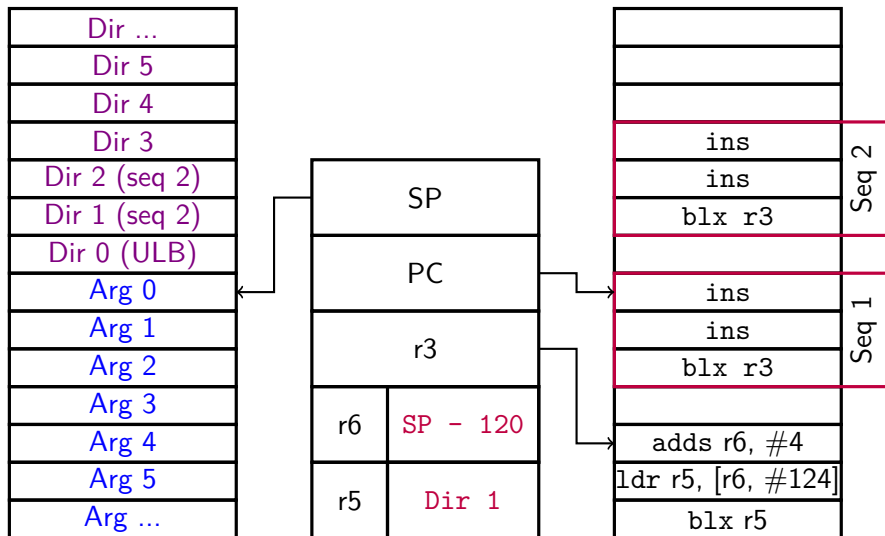 Dir ...
Dir 5
Dir 4
Dir 3
Dir 2 (seq 2)
Dir 1 (seq 2)
Dir 0 (ULB)
Arg 0
Arg 1
Arg 2
Arg 3
Arg 4
Arg 5
Arg ...
SP
PC
r3
r6
SP - 120
r5
Dir 1
ins
ins
blx r3
Seq 2
ins
ins
blx r3
Seq 1
adds r6, #4
ldr r5, [r6, #124]
blx r5